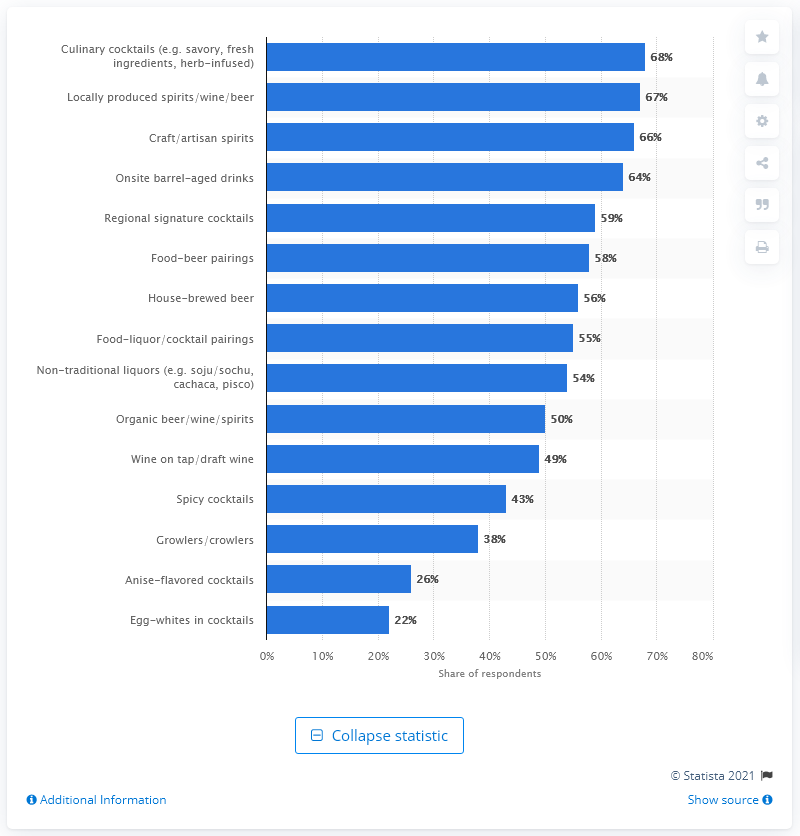 Culinary cocktails (e.g. savory, fresh
ingredients, herb-infused)
68%
Locally produced spirits/wine/beer
67%
Craft/artisan spirits
66%
Onsite barrel-aged drinks
64%
Regional signature cocktails
59%
Food-beer pairings
58%
House-brewed beer
56%
Food-liquor/cocktail pairings
55%
Non-traditional liquors (e.g. soju/sochu,
cachaca, pisco)
54%
Organic beer/wine/spirits
50%
Wine on tap/draft wine
49%
Spicy cocktails
43%
Growlers/crowlers
38%
Anise-flavored cocktails
26%
Egg-whites in cocktails
22%
0% 10% 20% 30% 40% 50% 60% 70% 80%
Share of respondents
Collapse statistic
© Statista 2021
Additional Information
Show source